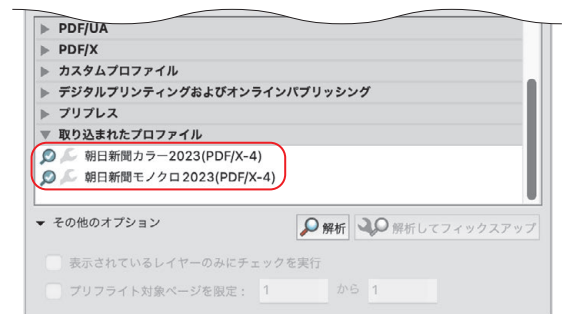 PDF/UA
PDF/X
カスタムプロファイル
デジタルプリンティングおよびオンラインパブリッシング
プリプレス
取り込まれたプロファイル
朝日新聞カラー2023(PDF/X-4)
朝日新聞モノクロ2023(PDF/X-4)
その他のオプション 解析 解析してフィックスアップ
表示されているレイヤーのみにチェックを実行
プリフライト対象ページを限定： 1 から 1